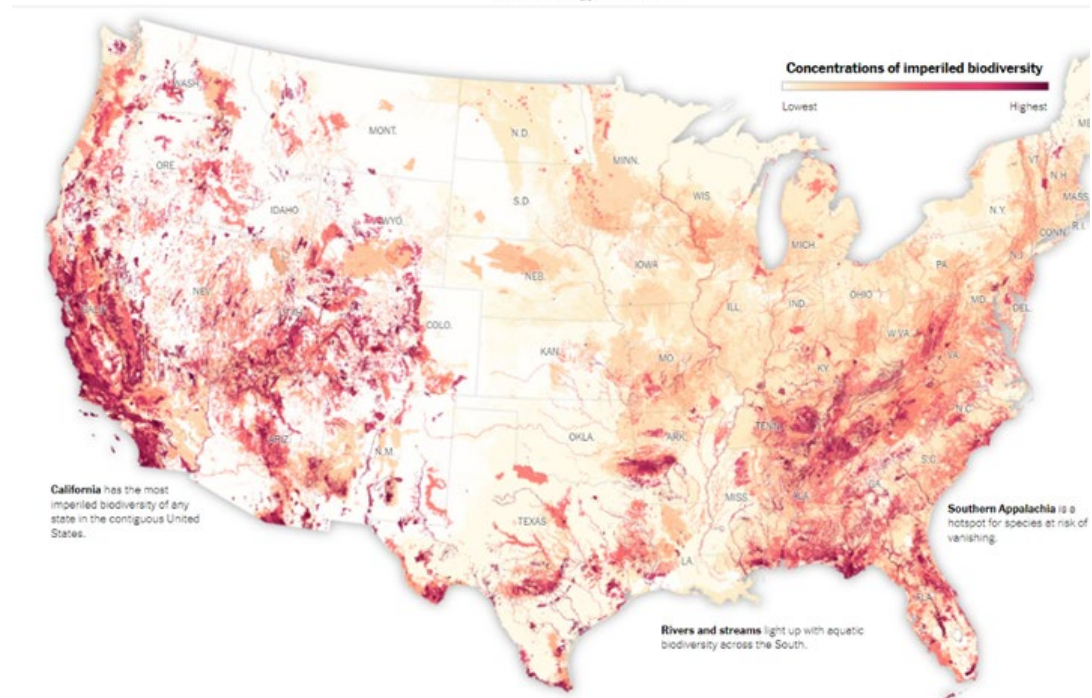 Concentrations of imperiled biodiversity
Lowest Highest
WASH.
MONT.
N.D.
MINN.
VT.
N.H.
ORE.
IDAHO
WYO.
S.D.
WIS.
MICH.
N.Y.
MASS.
CONN.
R.I.
NEV.
UTAH
COLO.
NEB.
IOWA
ILL.
IND.
OHIO
PA.
N.J.
MD.
DEL.
KAN.
MO.
KY.
W.VA.
VA.
ARIZ.
N.M.
OKLA.
ARK.
TENN.
N.C.
S.C.
TEXAS
LA.
MISS.
GA.
FLA.
California has the most
imperiled biodiversity of any
state in the contiguous United
States.
Southern Appalachia is a
hotspot for species at risk of
vanishing.
Rivers and streams light up with aquatic
biodiversity across the South.